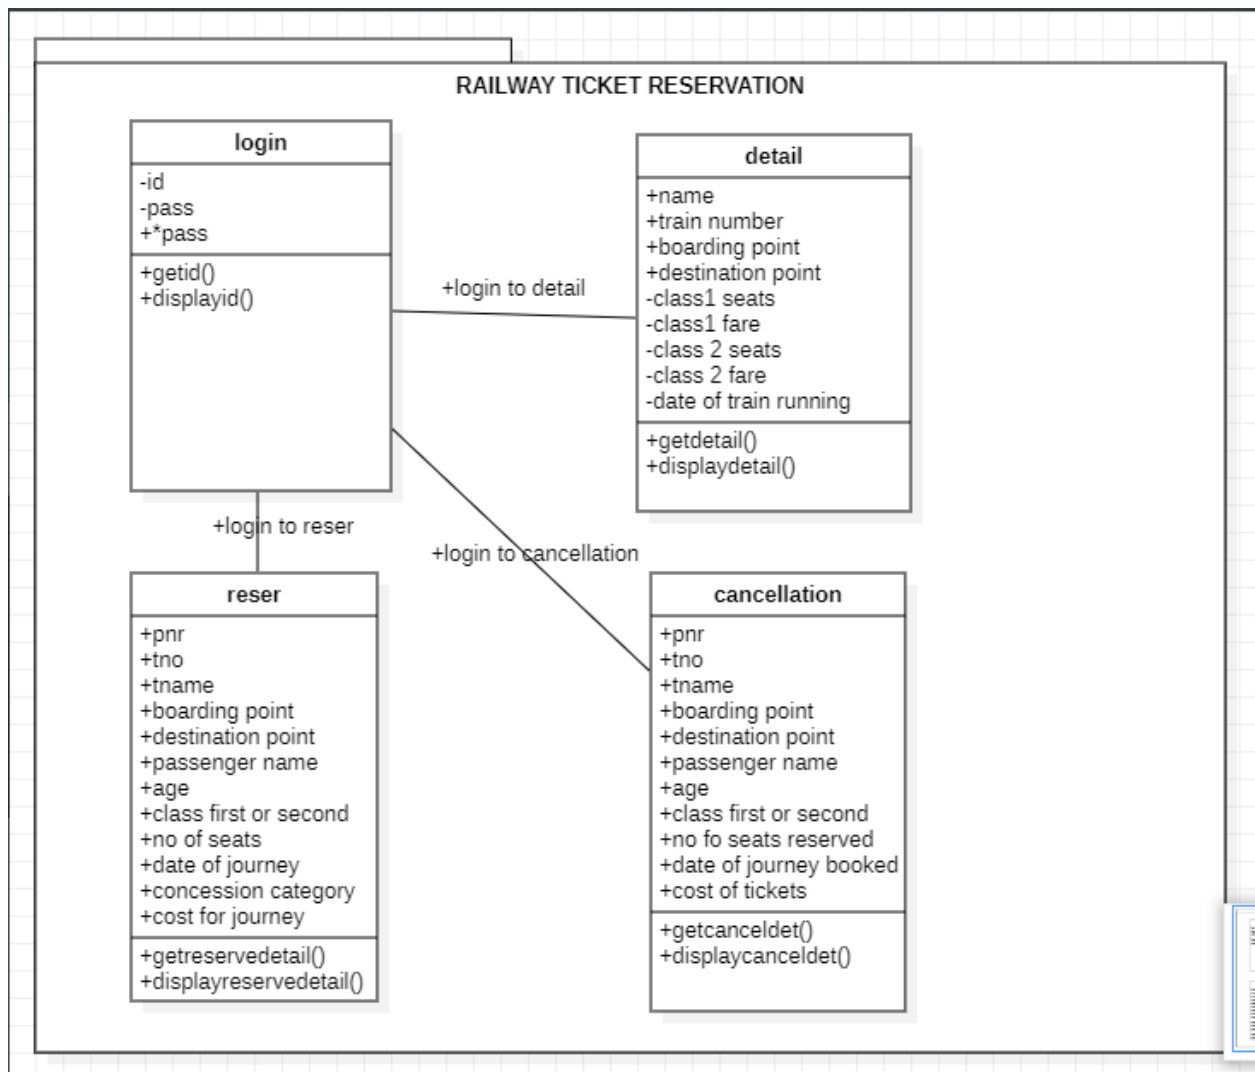 RAILWAY TICKET RESERVATION
login
-id
-pass
+*pass
+getid()
+displayid()
+login to detail
detail
+name
+train number
+boarding point
+destination point
-class1 seats
-class1 fare
-class 2 seats
-class 2 fare
-date of train running
+getdetail()
+displaydetail()
+login to reser
+login to cancellation
reser
+pnr
+tno
+tname
+boarding point
+destination point
+passenger name
+age
+class first or second
+no of seats
+date of journey
+concession category
+cost for journey
+getreservedetail()
+displayreservedetail()
cancellation
+pnr
+tno
+tname
+boarding point
+destination point
+passenger name
+age
+class first or second
+no fo seats reserved
+date of journey booked
+cost of tickets
+getcanceldet()
+displaycanceldet()